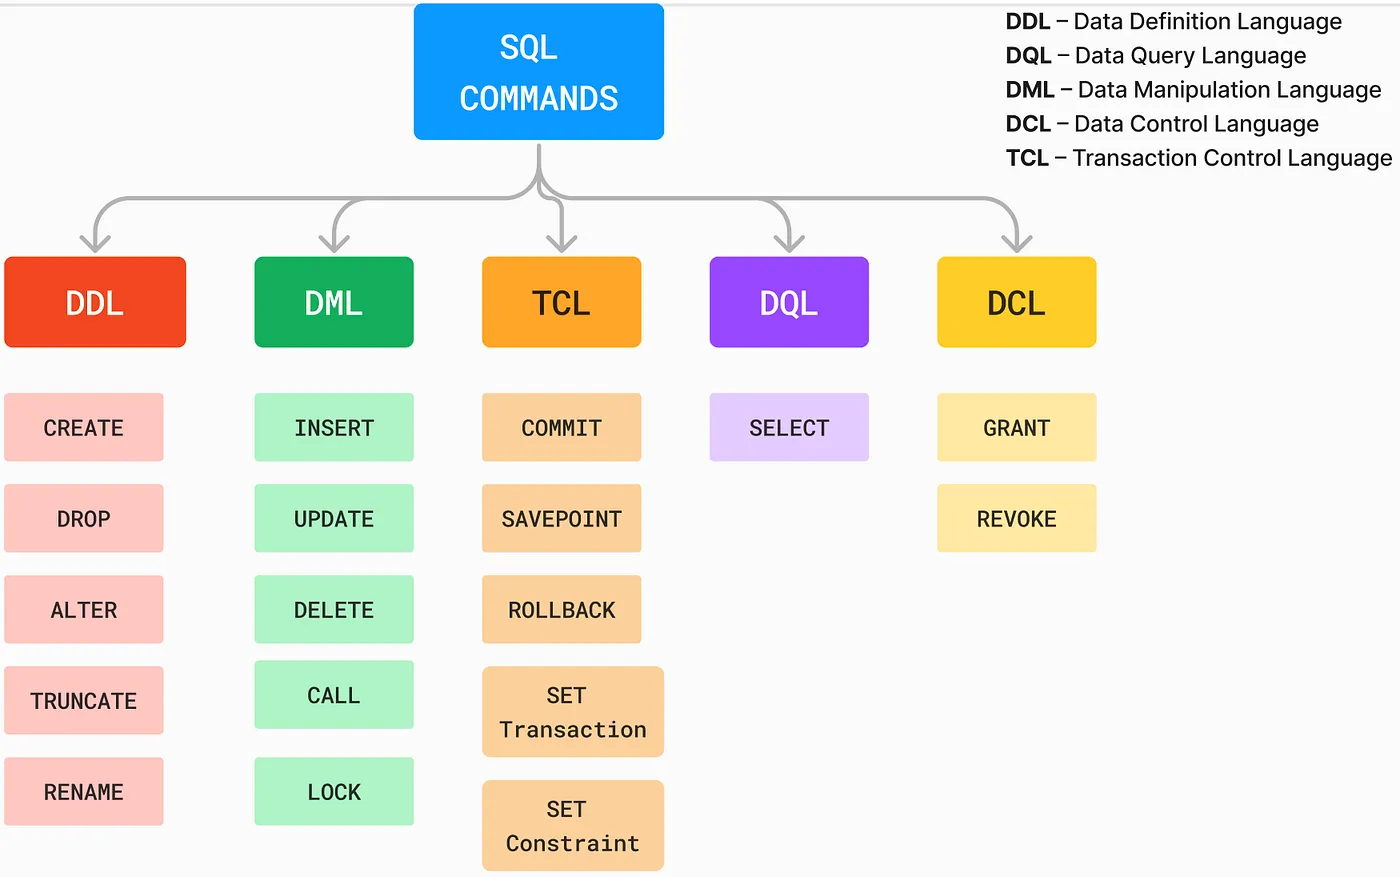 SQL
COMMANDS
DDL – Data Definition Language
DQL – Data Query Language
DML – Data Manipulation Language
DCL – Data Control Language
TCL – Transaction Control Language
DDL
DML
TCL
DQL
DCL
CREATE
INSERT
COMMIT
SELECT
GRANT
DROP
UPDATE
SAVEPOINT
REVOKE
ALTER
DELETE
ROLLBACK
TRUNCATE
CALL
SET
Transaction
RENAME
LOCK
SET
Constraint